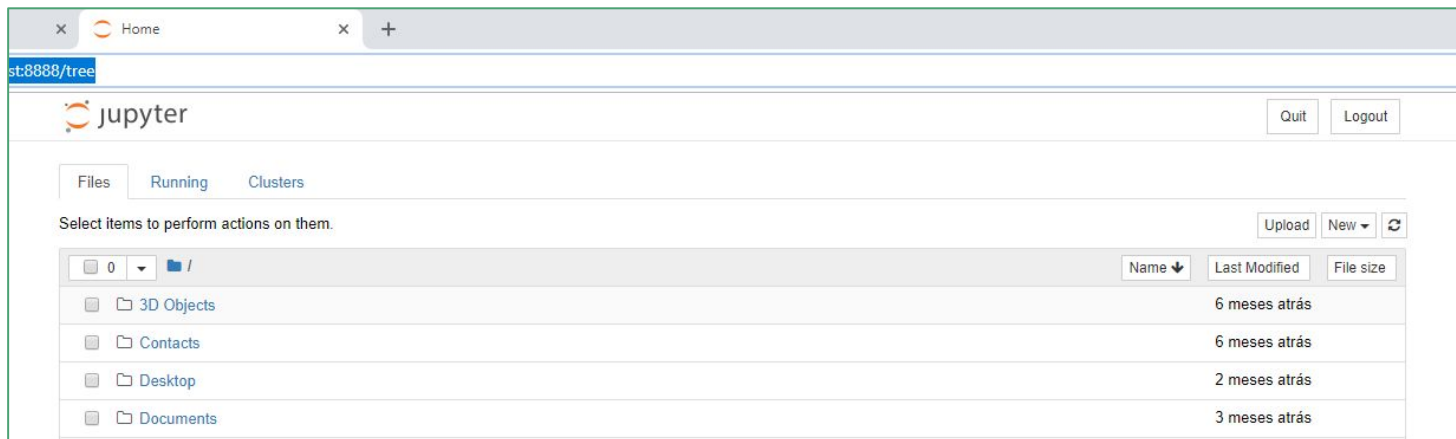 Home
st:8888/tree
jupyter
Quit Logout
Files Running Clusters
Select items to perform actions on them.
Upload New
0 / Name Last Modified File size
3D Objects 6 meses atrás
Contacts 6 meses atrás
Desktop 2 meses atrás
Documents 3 meses atrás